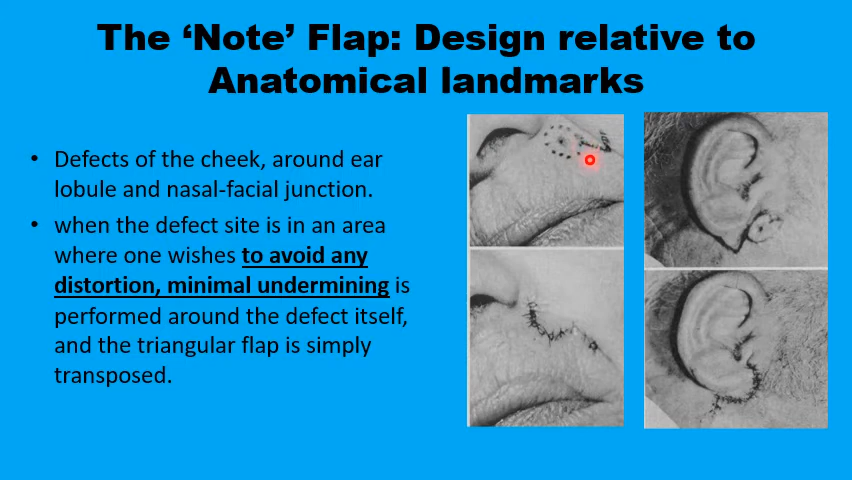 The ‘Note’ Flap: Design relative to
Anatomical landmarks
• Defects of the cheek, around ear
lobule and nasal-facial junction.
• when the defect site is in an area
where one wishes to avoid any
distortion, minimal undermining is
performed around the defect itself,
and the triangular flap is simply
transposed.